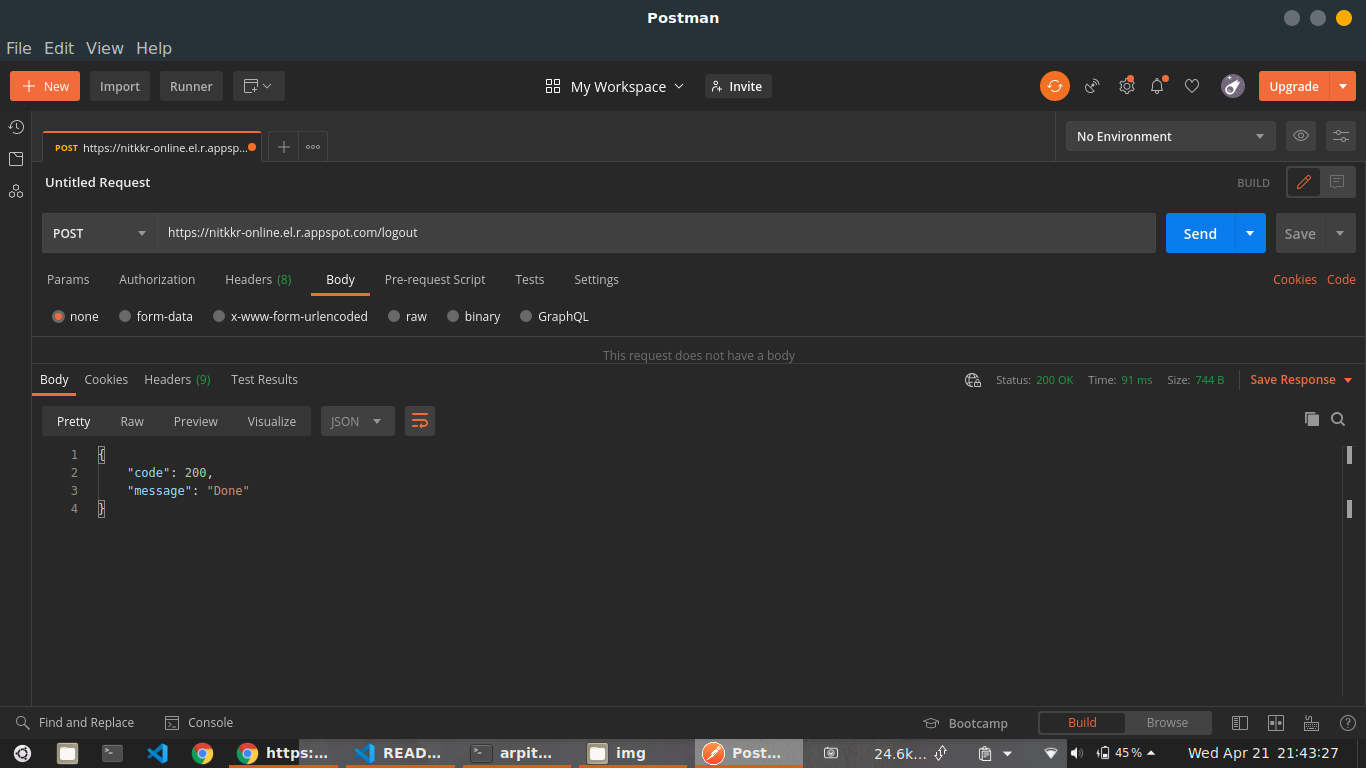 Postman
File Edit View Help
New Import Runner My Workspace Invite Upgrade
POST https://nitkkr-online.el.r.appsp... No Environment
Untitled Request BUILD
POST https://nitkkr-online.el.r.appspot.com/logout Send Save
Params Authorization Headers (8) Body Pre-request Script Tests Settings Cookies Code
none form-data x-www-form-urlencoded raw binary GraphQL
This request does not have a body
Body Cookies Headers (9) Test Results Status: 200 OK Time: 91 ms Size: 744 B Save Response
Pretty Raw Preview Visualize JSON
1 {
2 "code": 200,
3 "message": "Done"
4 }
Find and Replace Console Bootcamp Build Browse
https:... READ... arpit... img Post... 24.6k... 45% Wed Apr 21 21:43:27